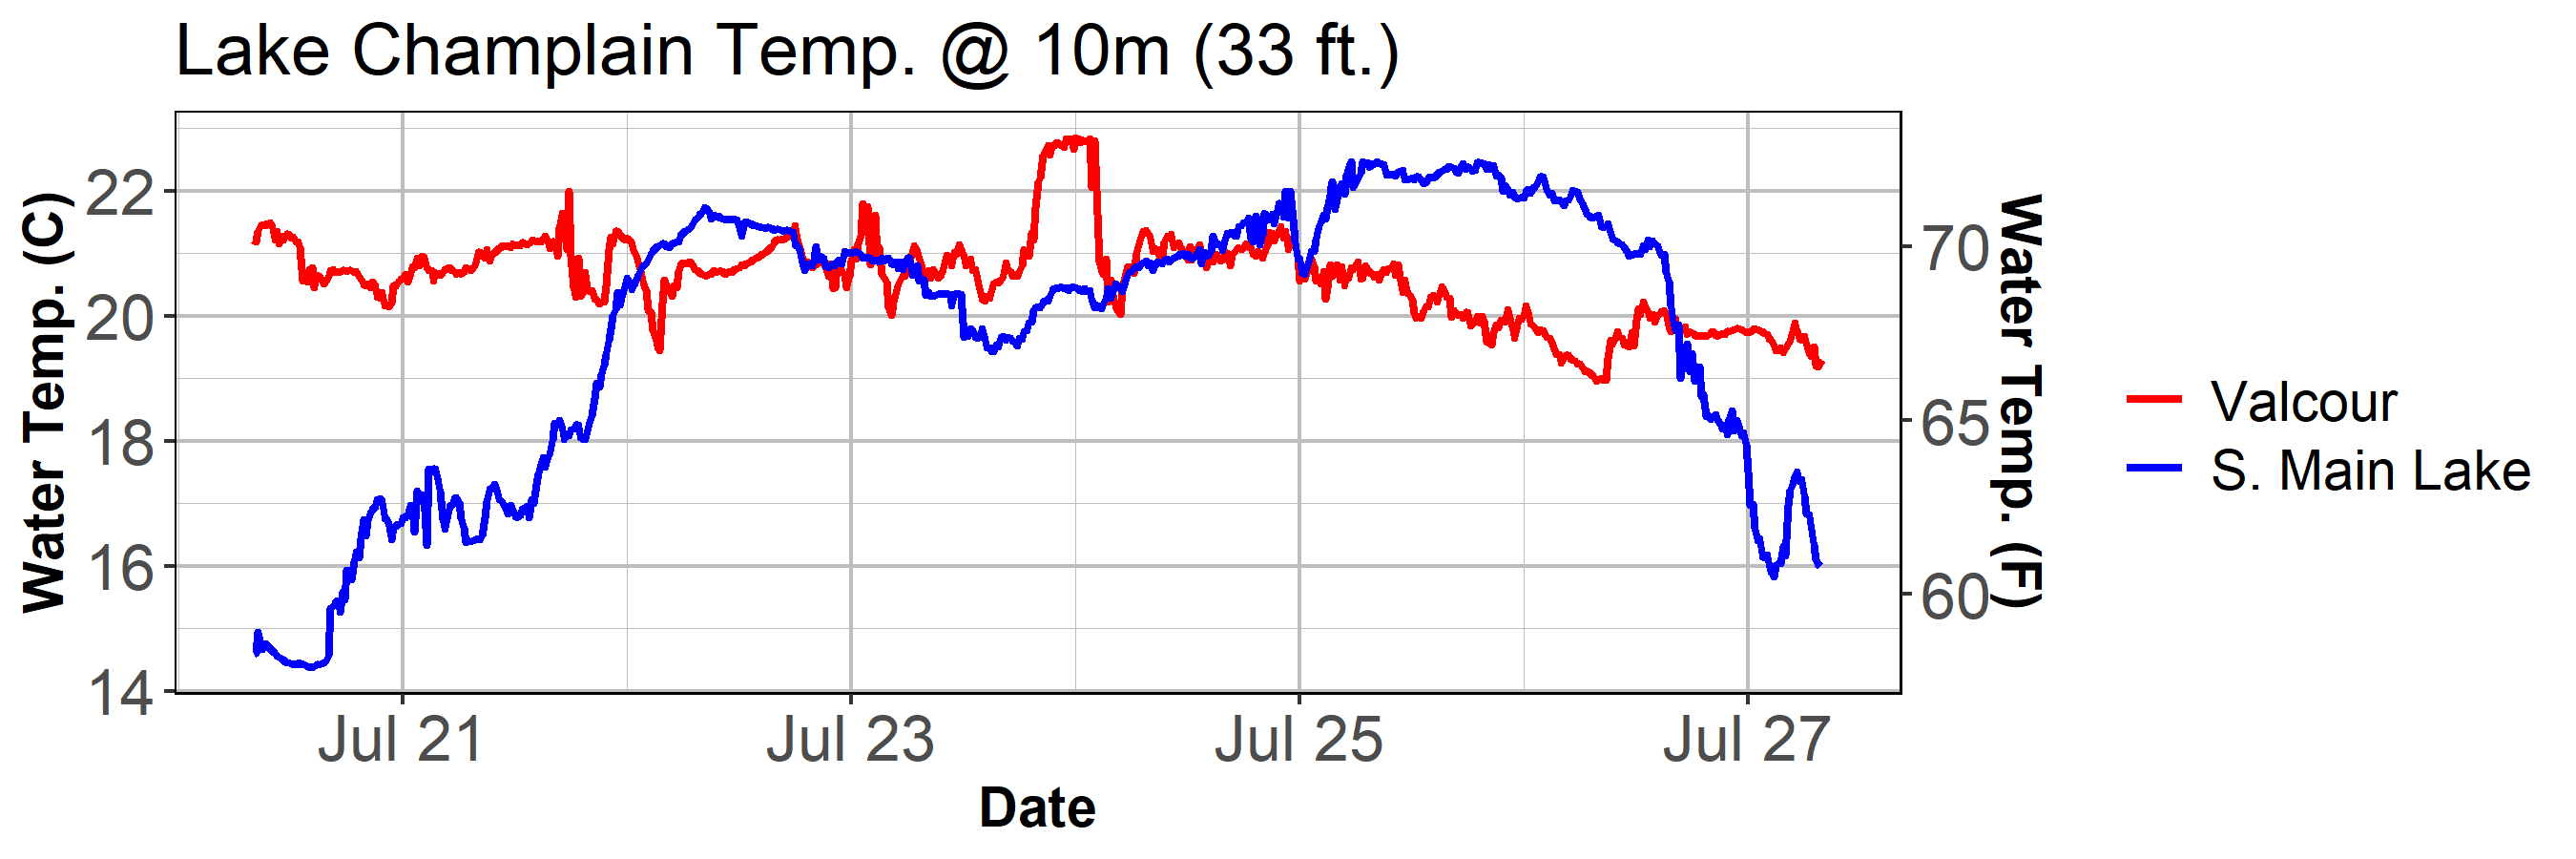 Lake Champlain Temp. @ 10m (33 ft.)
Water Temp. (C)
22
20
18
16
14
Jul 21
Jul 23
Jul 25
Jul 27
Date
70
65
60
Water Temp. (F)
Valcour
S. Main Lake